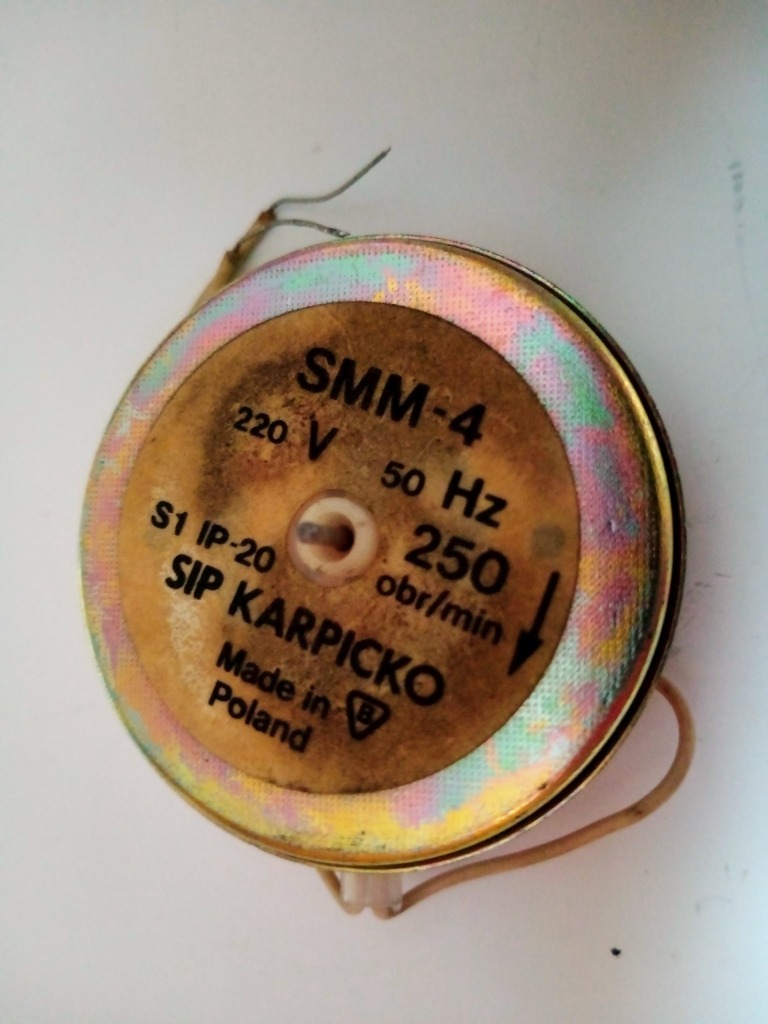 SMM-4
220 V 50 Hz
S1 IP-20 250
obr/min
SIP KARPICKO
Made in B
Poland